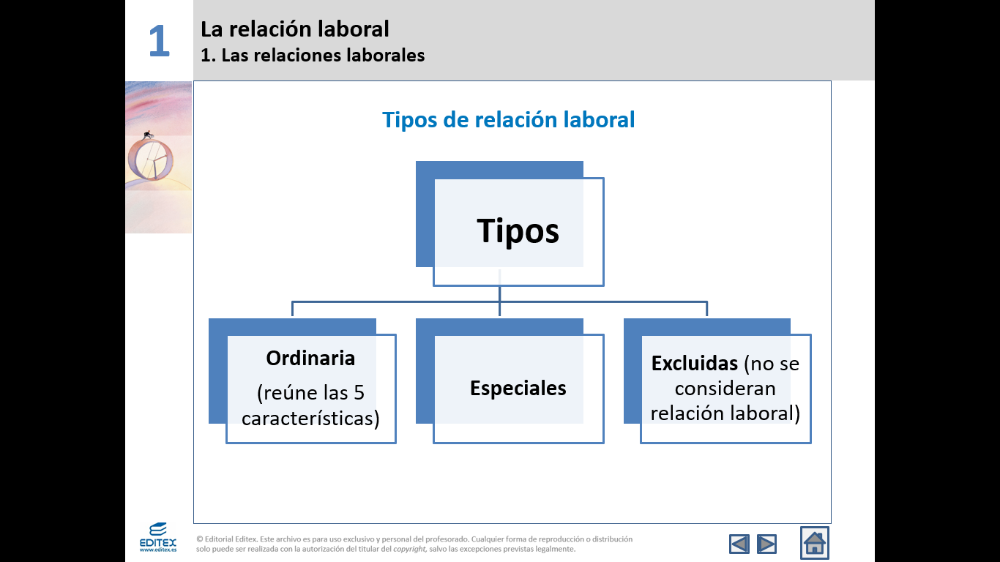 1
La relación laboral
1. Las relaciones laborales
Tipos de relación laboral
Tipos
Ordinaria
(reúne las 5
características)
Especiales
Excluidas (no se
consideran
relación laboral)
EDITEX
www.editex.es
© Editorial Editex. Este archivo es para uso exclusivo y personal del profesorado. Cualquier forma de reproducción o distribución
solo puede ser realizada con la autorización del titular del copyright, salvo las excepciones previstas legalmente.